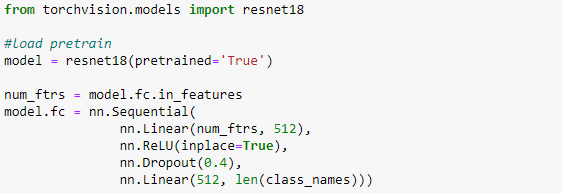 from torchvision.models import resnet18
#load pretrain
model = resnet18(pretrained='True')
num_ftrs = model.fc.in_features
model.fc = nn.Sequential(
nn.Linear(num_ftrs, 512),
nn.ReLU(inplace=True),
nn.Dropout(0.4),
nn.Linear(512, len(class_names)))